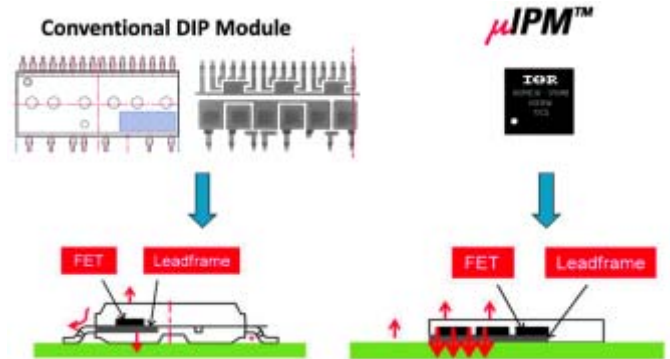 Conventional DIP Module
µIPM™
IOR
FET
Leadframe
FET
Leadframe